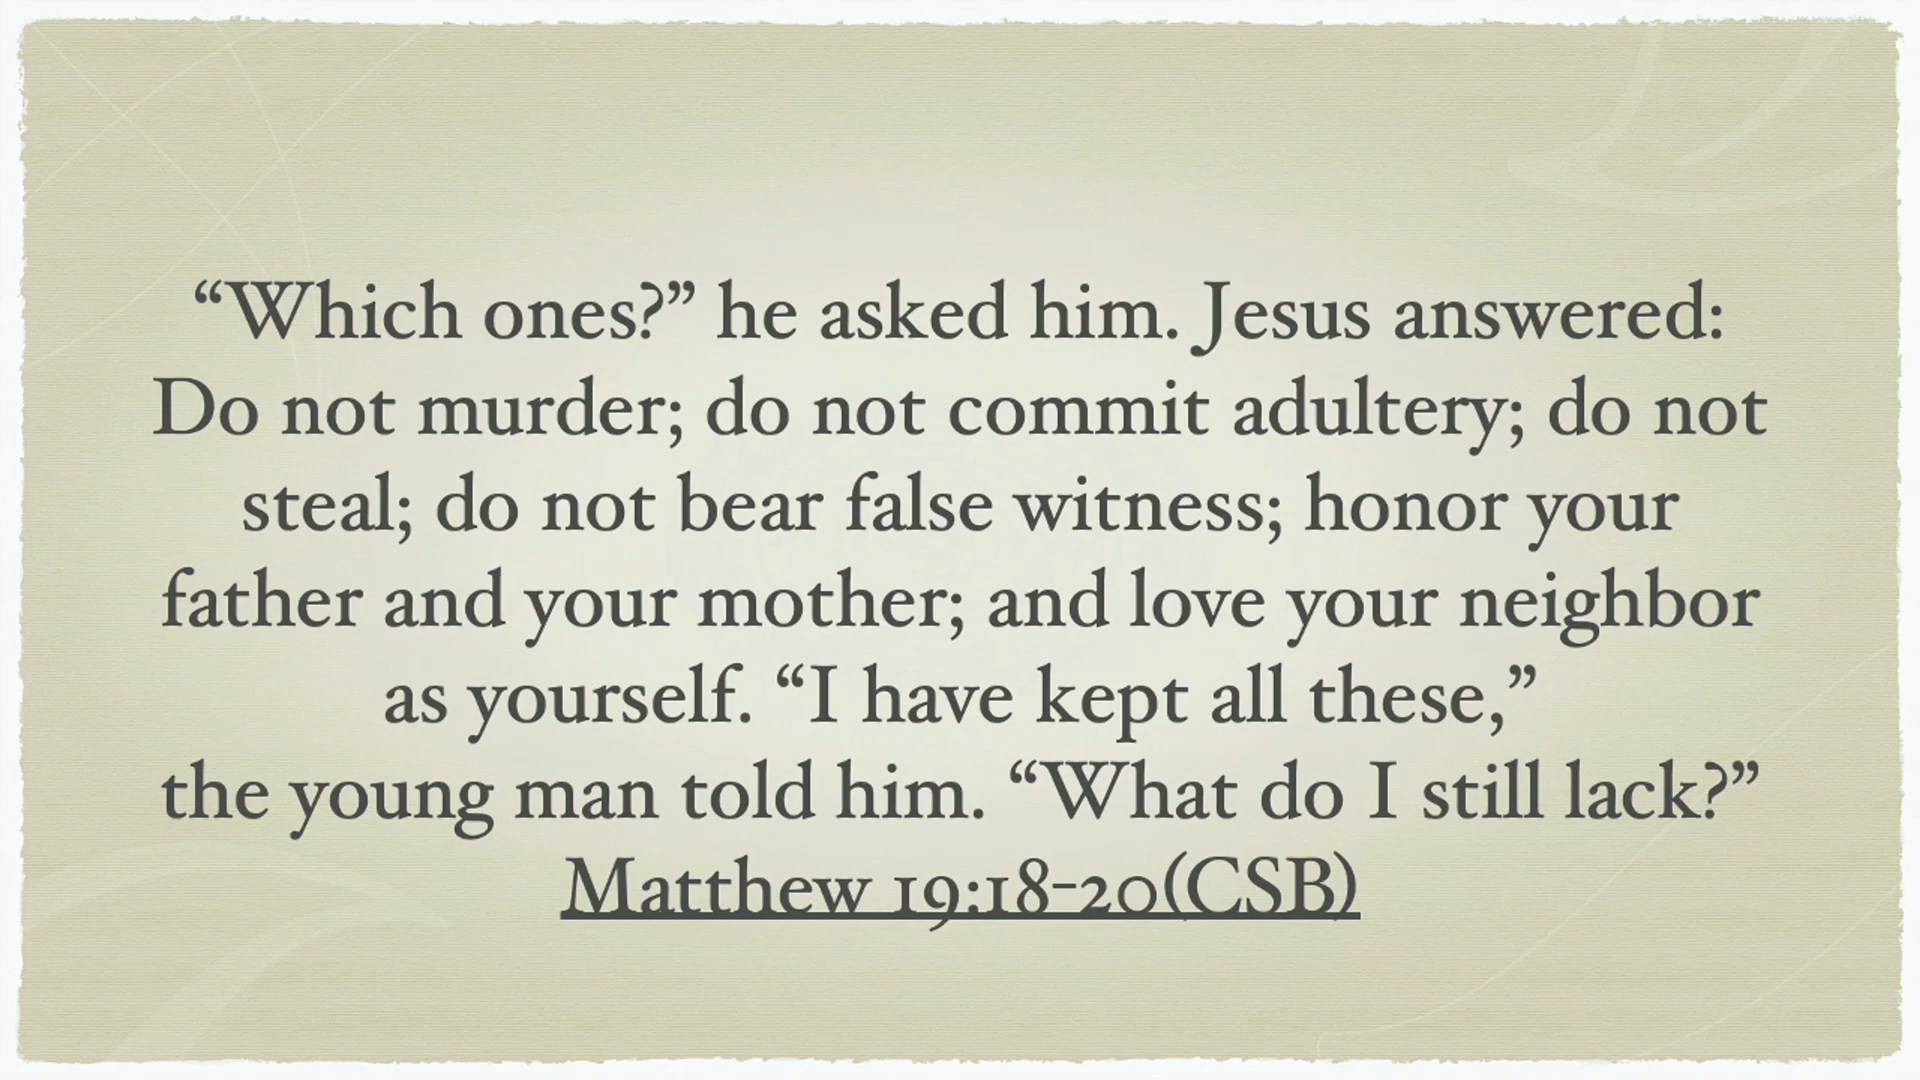 “Which ones?” he asked him. Jesus answered:
Do not murder; do not commit adultery; do not
steal; do not bear false witness; honor your
father and your mother; and love your neighbor
as yourself. “I have kept all these,”
the young man told him. “What do I still lack?”
Matthew 19:18-20(CSB)